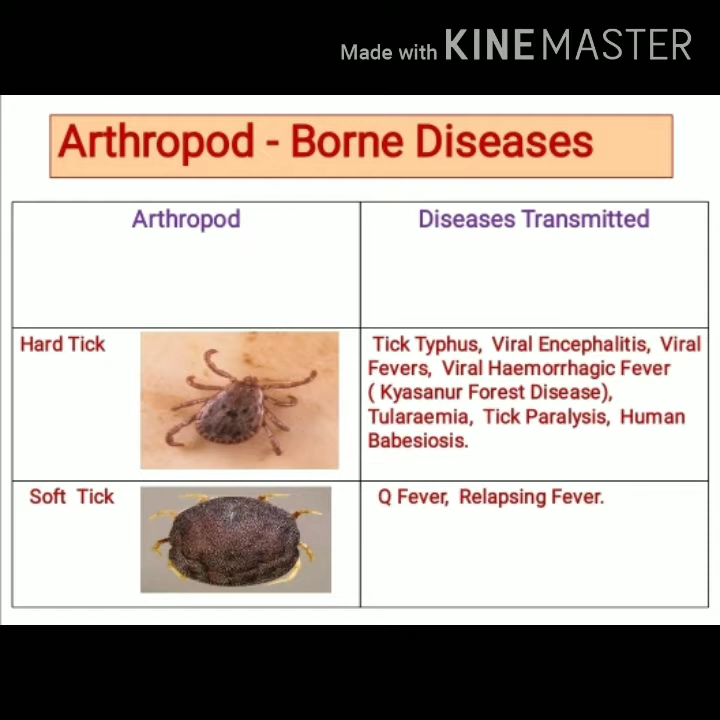 Made with KINEMASTER
Arthropod - Borne Diseases
Arthropod
Diseases Transmitted
Hard Tick
Tick Typhus, Viral Encephalitis, Viral
Fevers, Viral Haemorrhagic Fever
( Kyasanur Forest Disease),
Tularaemia, Tick Paralysis, Human
Babesiosis.
Soft Tick
Q Fever, Relapsing Fever.